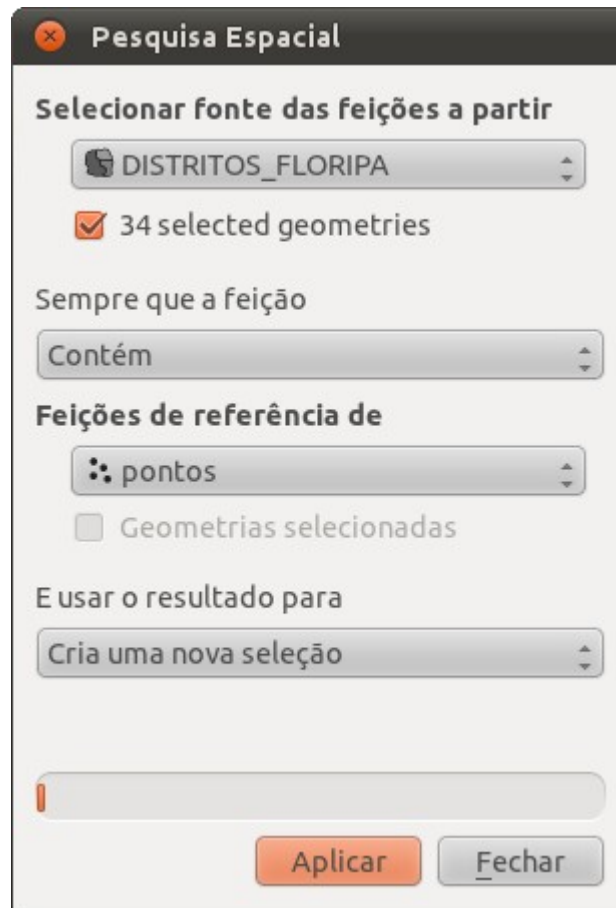 Pesquisa Espacial
Selecionar fonte das feições a partir
DISTRITOS_FLORIPA
34 selected geometries
Sempre que a feição
Contém
Feições de referência de
pontos
Geometrias selecionadas
E usar o resultado para
Cria uma nova seleção
Aplicar Fechar